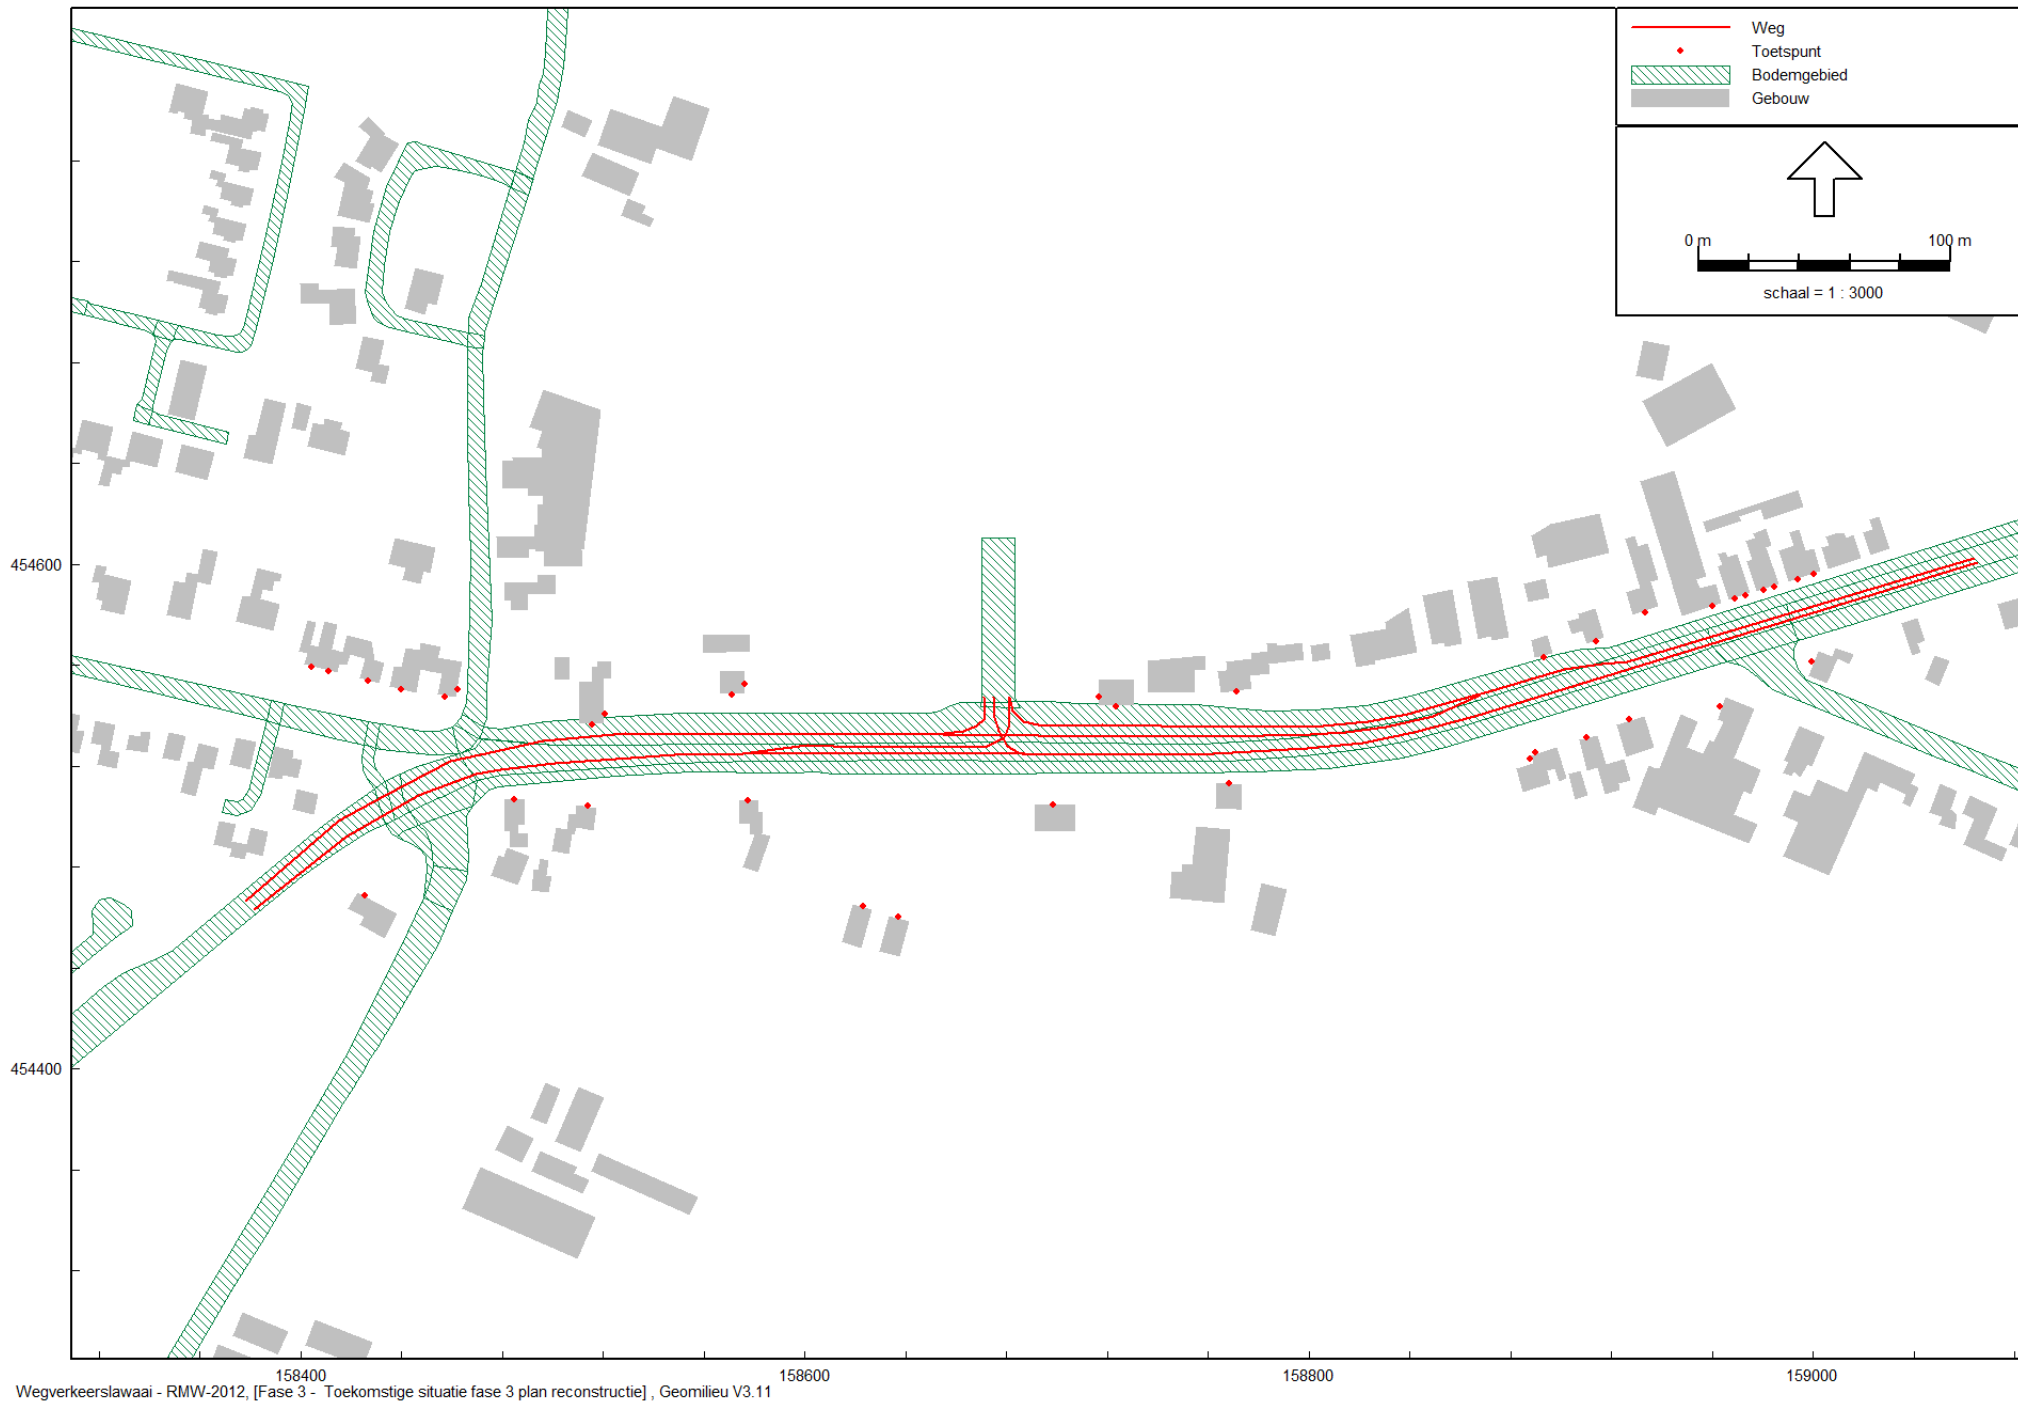 Weg
Toetspunt
Bodemgebied
Gebouw
0 m 100 m
schaal = 1 : 3000
454600
454400
158400 158600 158800 159000
Wegverkeerslawaai - RMW-2012, [Fase 3 - Toekomstige situatie fase 3 plan reconstructie] , Geomilieu V3.11